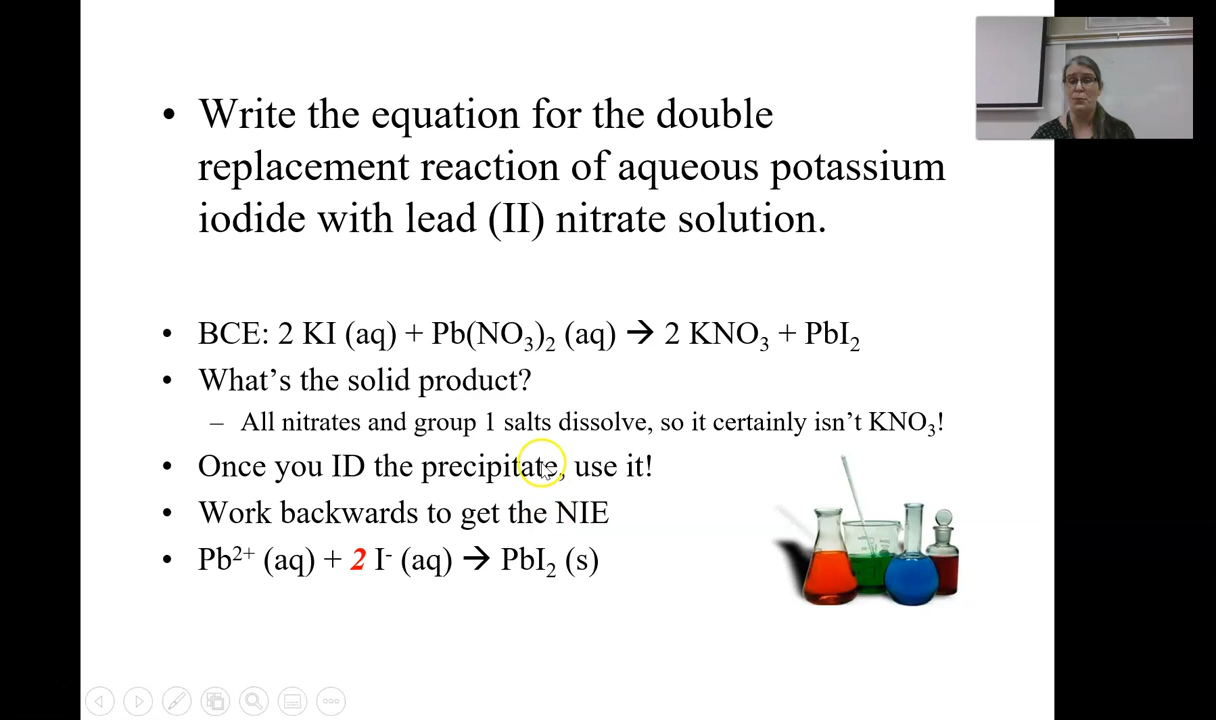 • Write the equation for the double
replacement reaction of aqueous potassium
iodide with lead (II) nitrate solution.
• BCE: 2 KI (aq) + Pb(NO₃)₂ (aq) → 2 KNO₃ + PbI₂
• What’s the solid product?
– All nitrates and group 1 salts dissolve, so it certainly isn’t KNO₃!
• Once you ID the precipitate, use it!
• Work backwards to get the NIE
• Pb²⁺ (aq) + 2 I⁻ (aq) → PbI₂ (s)